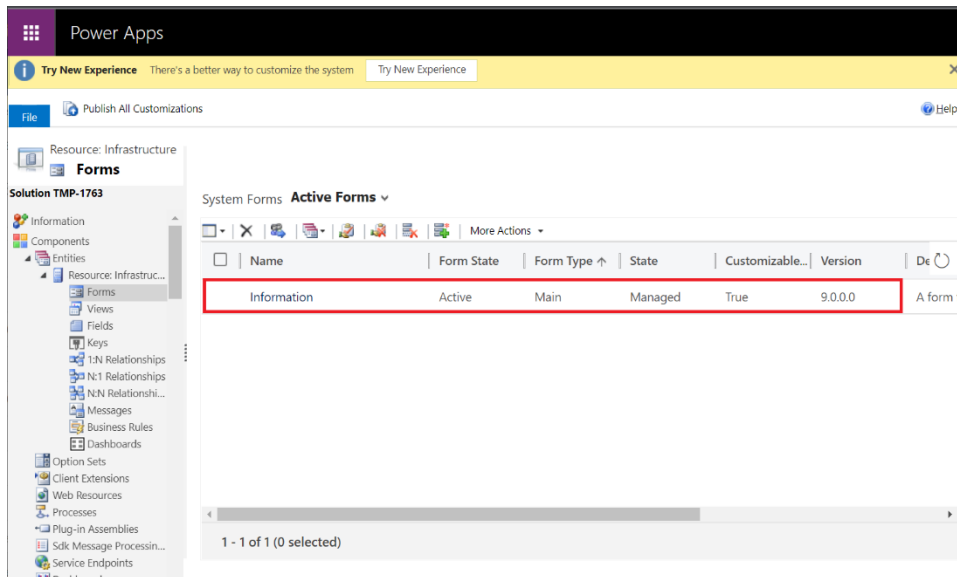 Power Apps
Try New Experience There's a better way to customize the system Try New Experience
File Publish All Customizations Help
Resource: Infrastructure
Forms
Solution TMP-1763
Information
Components
Entities
Resource: Infrastruc...
Forms
Views
Fields
Keys
1:N Relationships
N:1 Relationships
N:N Relationshi...
Messages
Business Rules
Dashboards
Option Sets
Client Extensions
Web Resources
Processes
Plug-in Assemblies
Sdk Message Processin...
Service Endpoints
System Forms Active Forms
More Actions
Name Form State Form Type ↑ State Customizable... Version De
Information Active Main Managed True 9.0.0.0 A form
1 - 1 of 1 (0 selected)